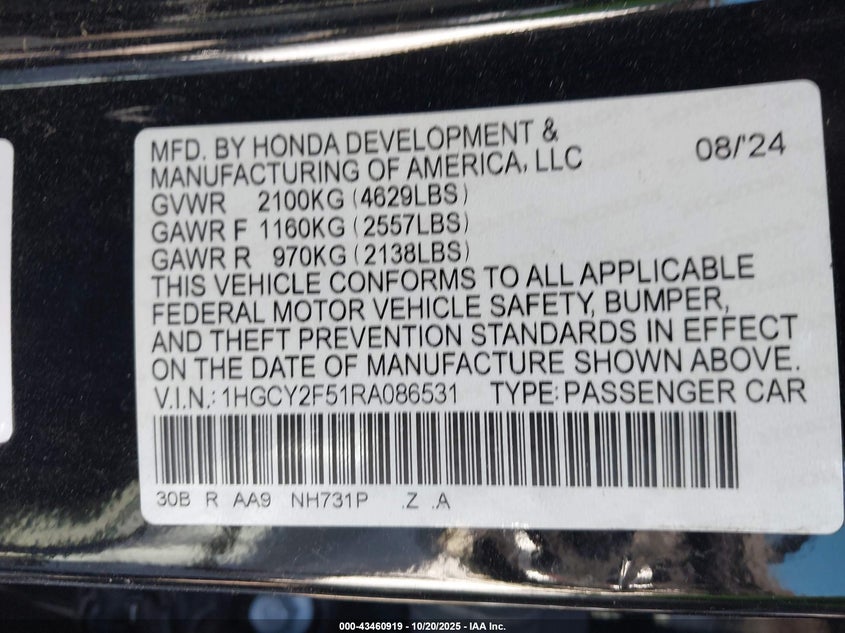 MFD. BY HONDA DEVELOPMENT &
MANUFACTURING OF AMERICA, LLC 08/'24
GVWR 2100KG (4629LBS)
GAWR F 1160KG (2557LBS)
GAWR R 970KG (2138LBS)
THIS VEHICLE CONFORMS TO ALL APPLICABLE
FEDERAL MOTOR VEHICLE SAFETY, BUMPER,
AND THEFT PREVENTION STANDARDS IN EFFECT
ON THE DATE OF MANUFACTURE SHOWN ABOVE.
V.I.N.: 1HGCY2F51RA086531 TYPE: PASSENGER CAR
30B R AA9 NH731P .Z .A
000-43460919 | 10/20/2025 - IAA Inc.